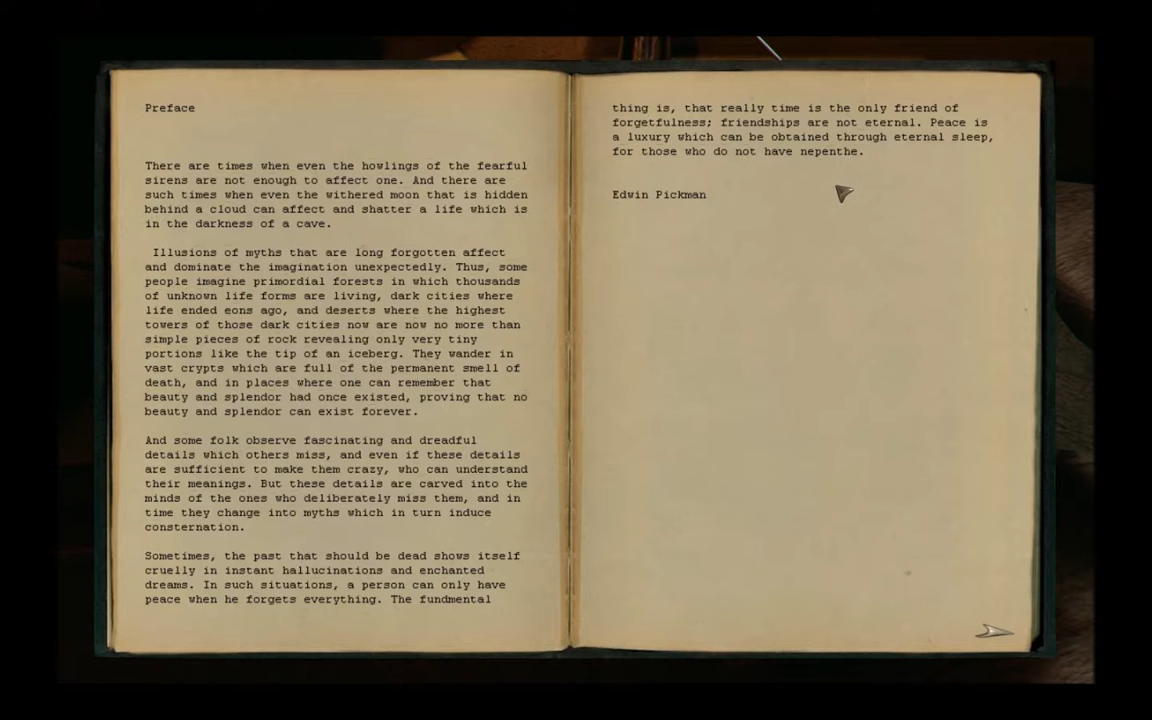 Preface
There are times when even the howlings of the fearful
sirens are not enough to affect one. And there are
such times when even the withered moon that is hidden
behind a cloud can affect and shatter a life which is
in the darkness of a cave.
Illusions of myths that are long forgotten affect
and dominate the imagination unexpectedly. Thus, some
people imagine primordial forests in which thousands
of unknown life forms are living, dark cities where
life ended eons ago, and deserts where the highest
towers of those dark cities now are now no more than
simple pieces of rock revealing only very tiny
portions like the tip of an iceberg. They wander in
vast crypts which are full of the permanent smell of
death, and in places where one can remember that
beauty and splendor had once existed, proving that no
beauty and splendor can exist forever.
And some folk observe fascinating and dreadful
details which others miss, and even if these details
are sufficient to make them crazy, who can understand
their meanings. But these details are carved into the
minds of the ones who deliberately miss them, and in
time they change into myths which in turn induce
consternation.
Sometimes, the past that should be dead shows itself
cruelly in instant hallucinations and enchanted
dreams. In such situations, a person can only have
peace when he forgets everything. The fundmental
thing is, that really time is the only friend of
forgetfulness; friendships are not eternal. Peace is
a luxury which can be obtained through eternal sleep,
for those who do not have nepenthe.
Edwin Pickman